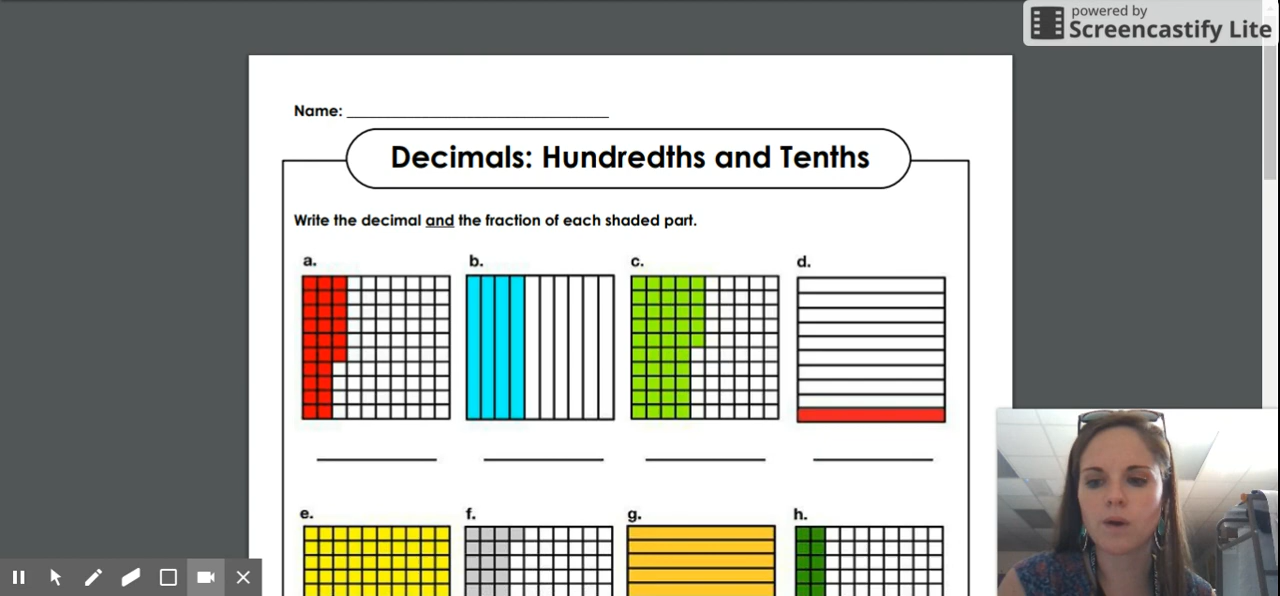 powered by
Screencastify Lite
Name: ______________________________
Decimals: Hundredths and Tenths
Write the decimal and the fraction of each shaded part.
a. b. c. d.
e. f. g. h.